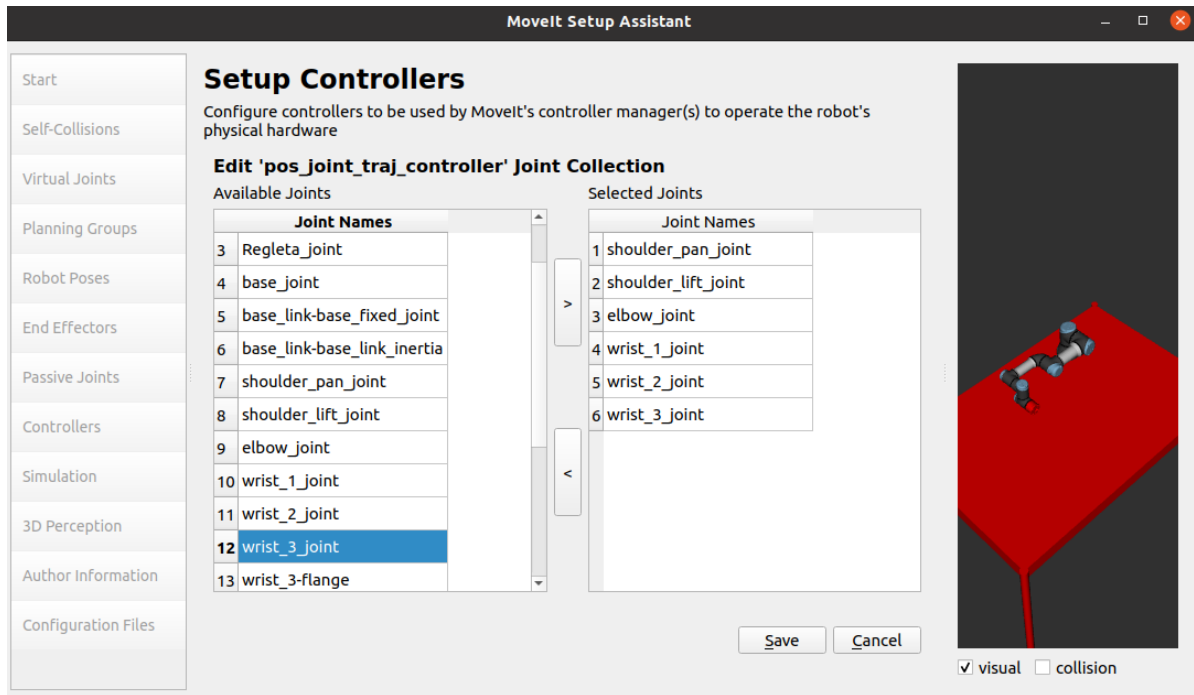 MoveIt Setup Assistant
Start
Self-Collisions
Virtual Joints
Planning Groups
Robot Poses
End Effectors
Passive Joints
Controllers
Simulation
3D Perception
Author Information
Configuration Files
Setup Controllers
Configure controllers to be used by MoveIt's controller manager(s) to operate the robot's
physical hardware
Edit 'pos_joint_traj_controller' Joint Collection
Available Joints
Joint Names
3 Regleta_joint
4 base_joint
5 base_link-base_fixed_joint
6 base_link-base_link_inertia
7 shoulder_pan_joint
8 shoulder_lift_joint
9 elbow_joint
10 wrist_1_joint
11 wrist_2_joint
12 wrist_3_joint
13 wrist_3-flange
>
<
Selected Joints
Joint Names
1 shoulder_pan_joint
2 shoulder_lift_joint
3 elbow_joint
4 wrist_1_joint
5 wrist_2_joint
6 wrist_3_joint
Save
Cancel
visual
collision